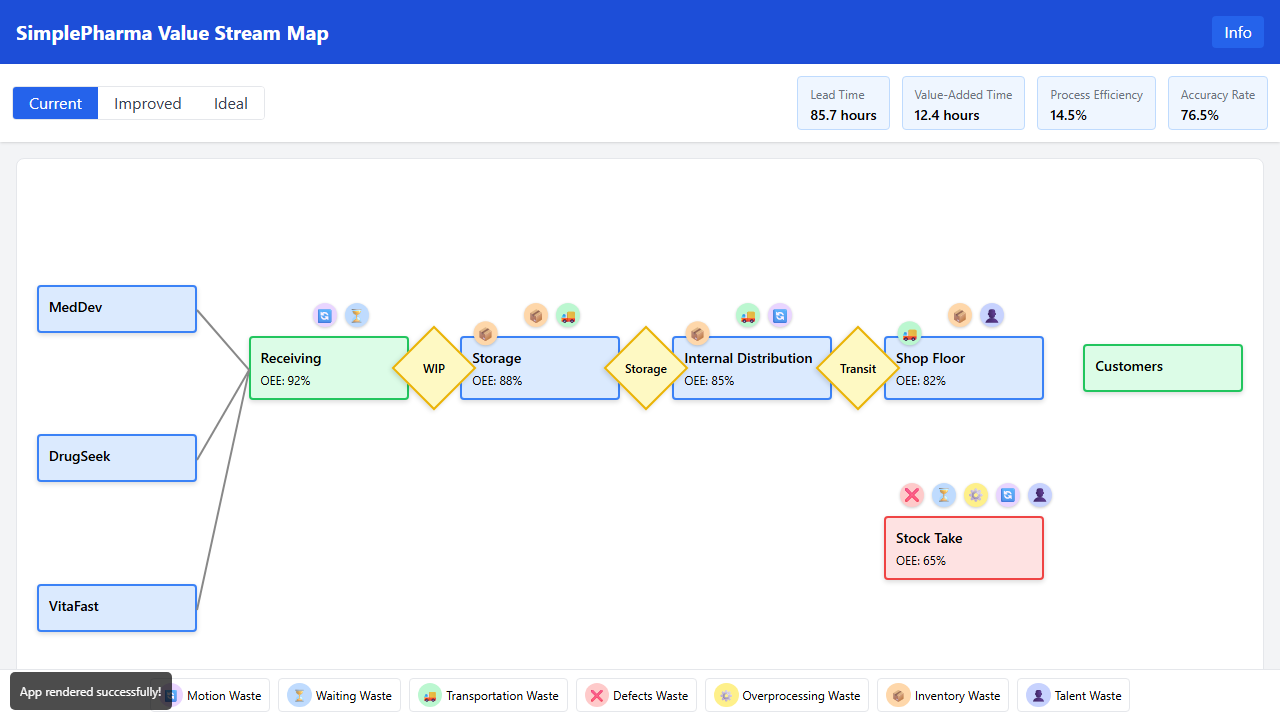 SimplePharma Value Stream Map
Info
Current
Improved
Ideal
Lead Time
85.7 hours
Value-Added Time
12.4 hours
Process Efficiency
14.5%
Accuracy Rate
76.5%
MedDev
DrugSeek
VitaFast
Receiving
OEE: 92%
WIP
Storage
OEE: 88%
Storage
Internal Distribution
OEE: 85%
Transit
Shop Floor
OEE: 82%
Customers
Stock Take
OEE: 65%
App rendered successfully!
Motion Waste
Waiting Waste
Transportation Waste
Defects Waste
Overprocessing Waste
Inventory Waste
Talent Waste